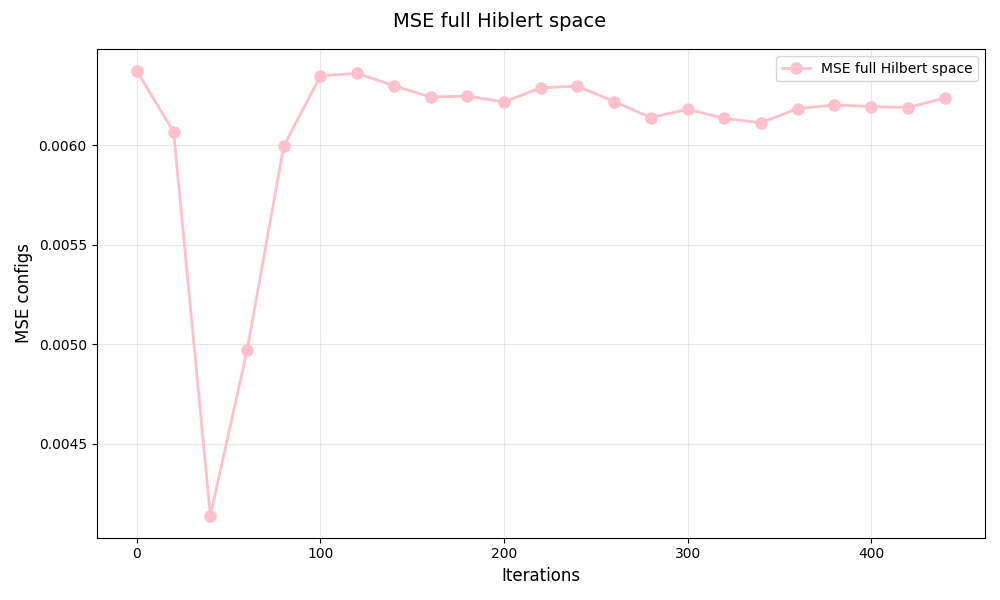 MSE full Hiblert space
MSE full Hilbert space
0.0060
0.0055
0.0050
0.0045
MSE configs
0 100 200 300 400
Iterations